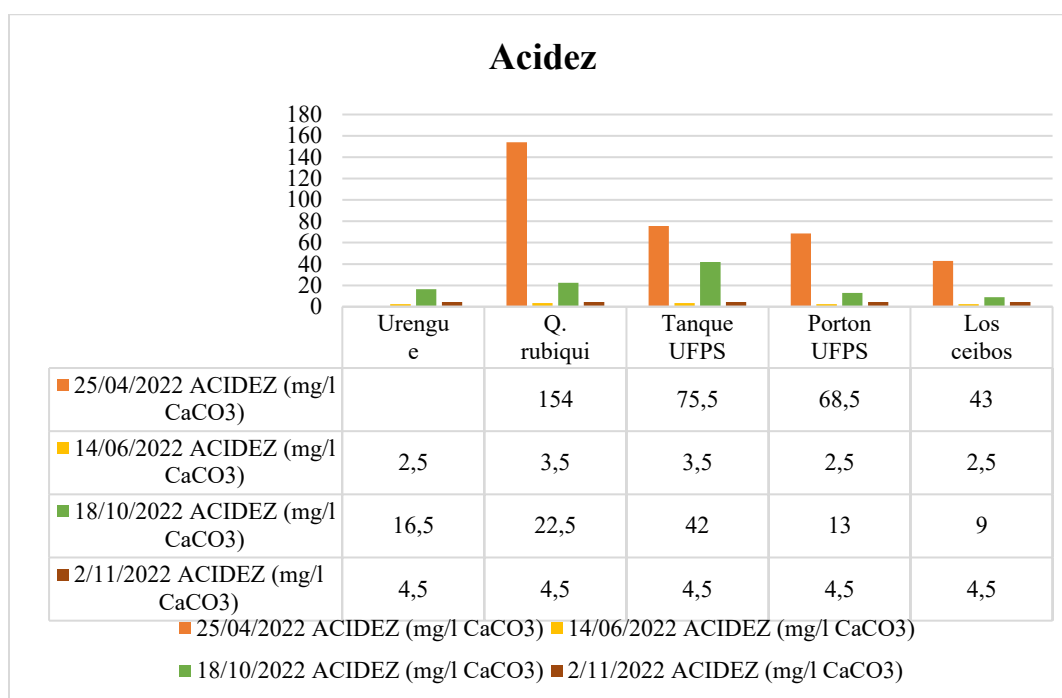 Acidez
180
160
140
120
100
80
60
40
20
0
Urengu
e
Q.
rubiqui
Tanque
UFPS
Porton
UFPS
Los
ceibos
25/04/2022 ACIDEZ (mg/l
CaCO3)
154
75,5
68,5
43
14/06/2022 ACIDEZ (mg/l
CaCO3)
2,5
3,5
3,5
2,5
2,5
18/10/2022 ACIDEZ (mg/l
CaCO3)
16,5
22,5
42
13
9
2/11/2022 ACIDEZ (mg/l
CaCO3)
4,5
4,5
4,5
4,5
4,5
25/04/2022 ACIDEZ (mg/l CaCO3)
14/06/2022 ACIDEZ (mg/l CaCO3)
18/10/2022 ACIDEZ (mg/l CaCO3)
2/11/2022 ACIDEZ (mg/l CaCO3)